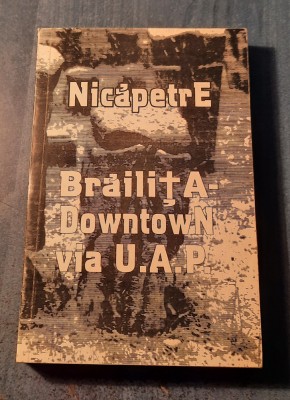 NicăpetrE
BrăiliţA-
DowntowN
via U.A.P.